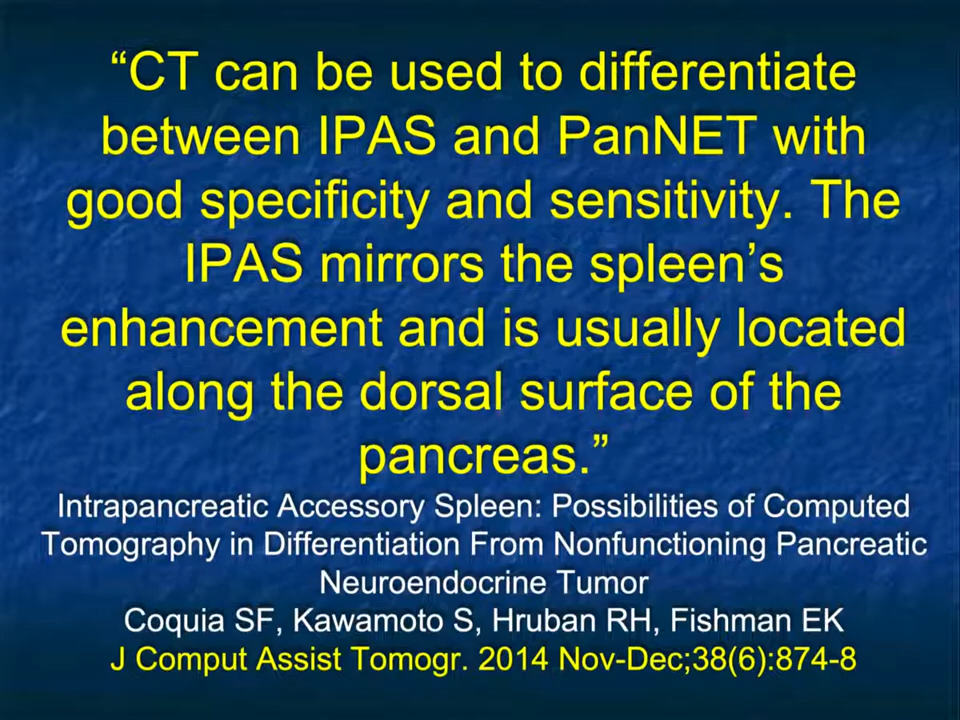 “CT can be used to differentiate
between IPAS and PanNET with
good specificity and sensitivity. The
IPAS mirrors the spleen’s
enhancement and is usually located
along the dorsal surface of the
pancreas.”
Intrapancreatic Accessory Spleen: Possibilities of Computed
Tomography in Differentiation From Nonfunctioning Pancreatic
Neuroendocrine Tumor
Coquia SF, Kawamoto S, Hruban RH, Fishman EK
J Comput Assist Tomogr. 2014 Nov-Dec;38(6):874-8